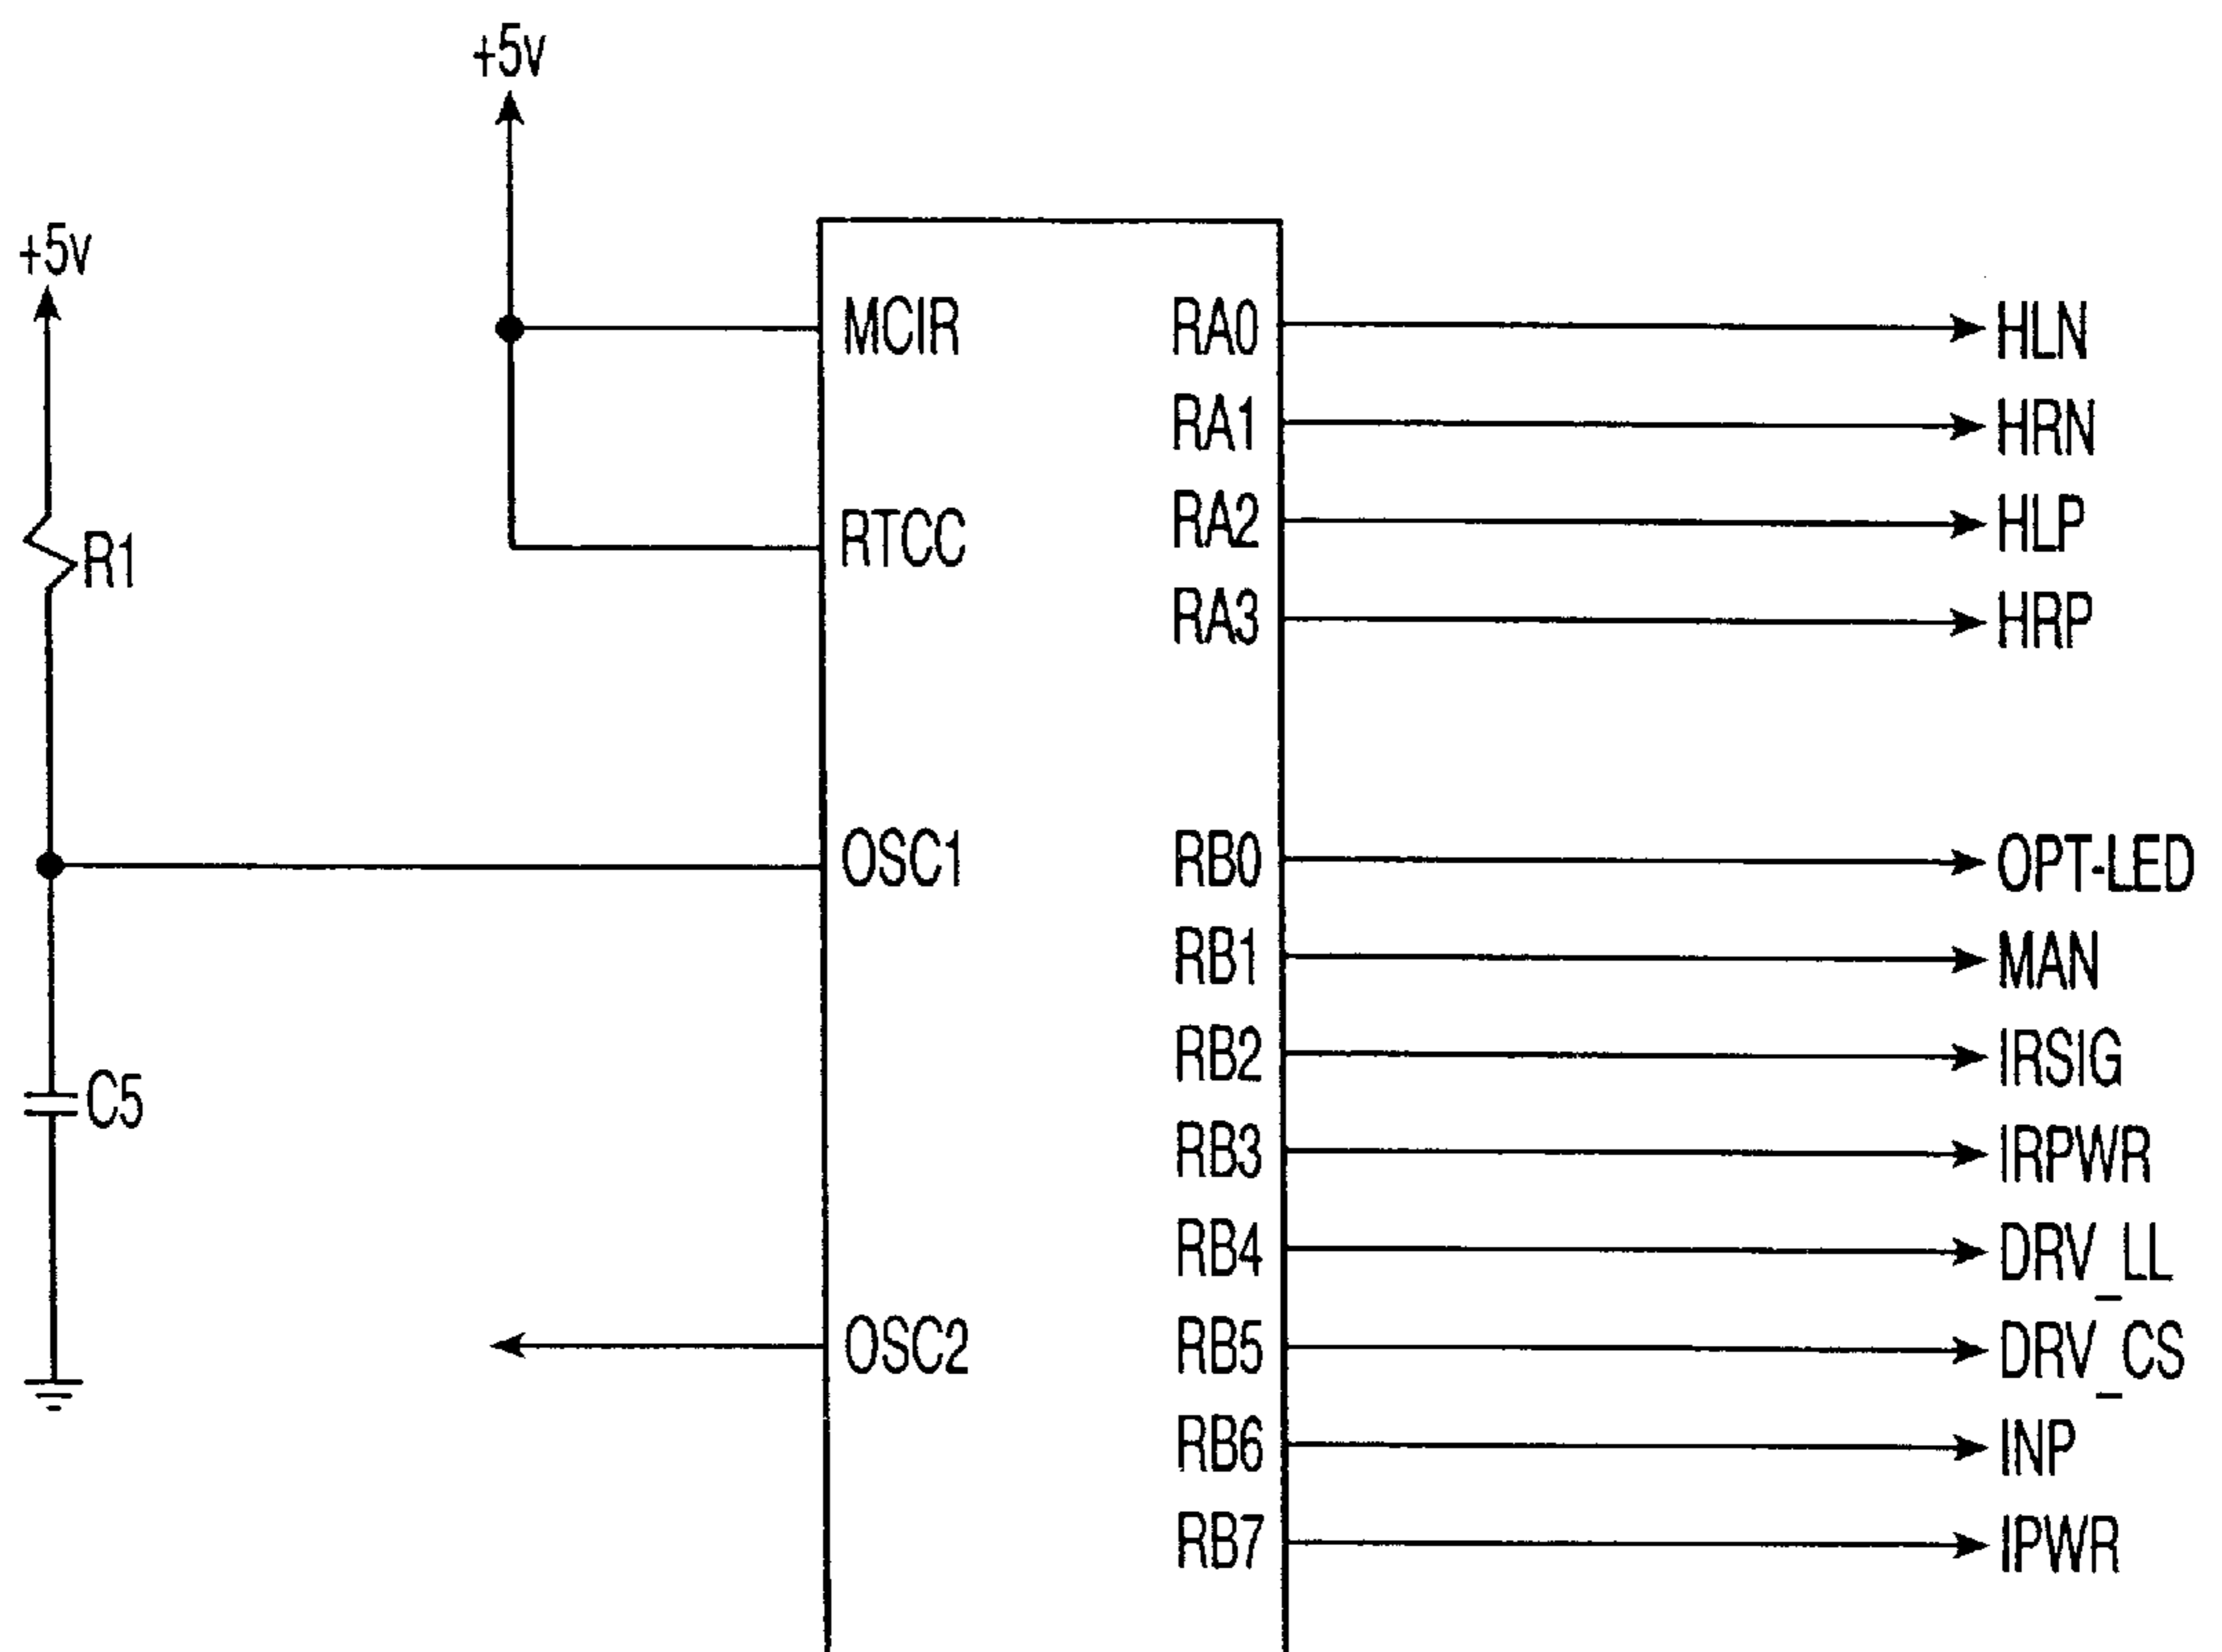 +5v
+5v
MCIR
RTCC
R1
OSC1
C5
OSC2
RA0 HLN
RA1 HRN
RA2 HLP
RA3 HRP
RB0 OPT-LED
RB1 MAN
RB2 IRSIG
RB3 IRPWR
RB4 DRV_LL
RB5 DRV_CS
RB6 INP
RB7 IPWR